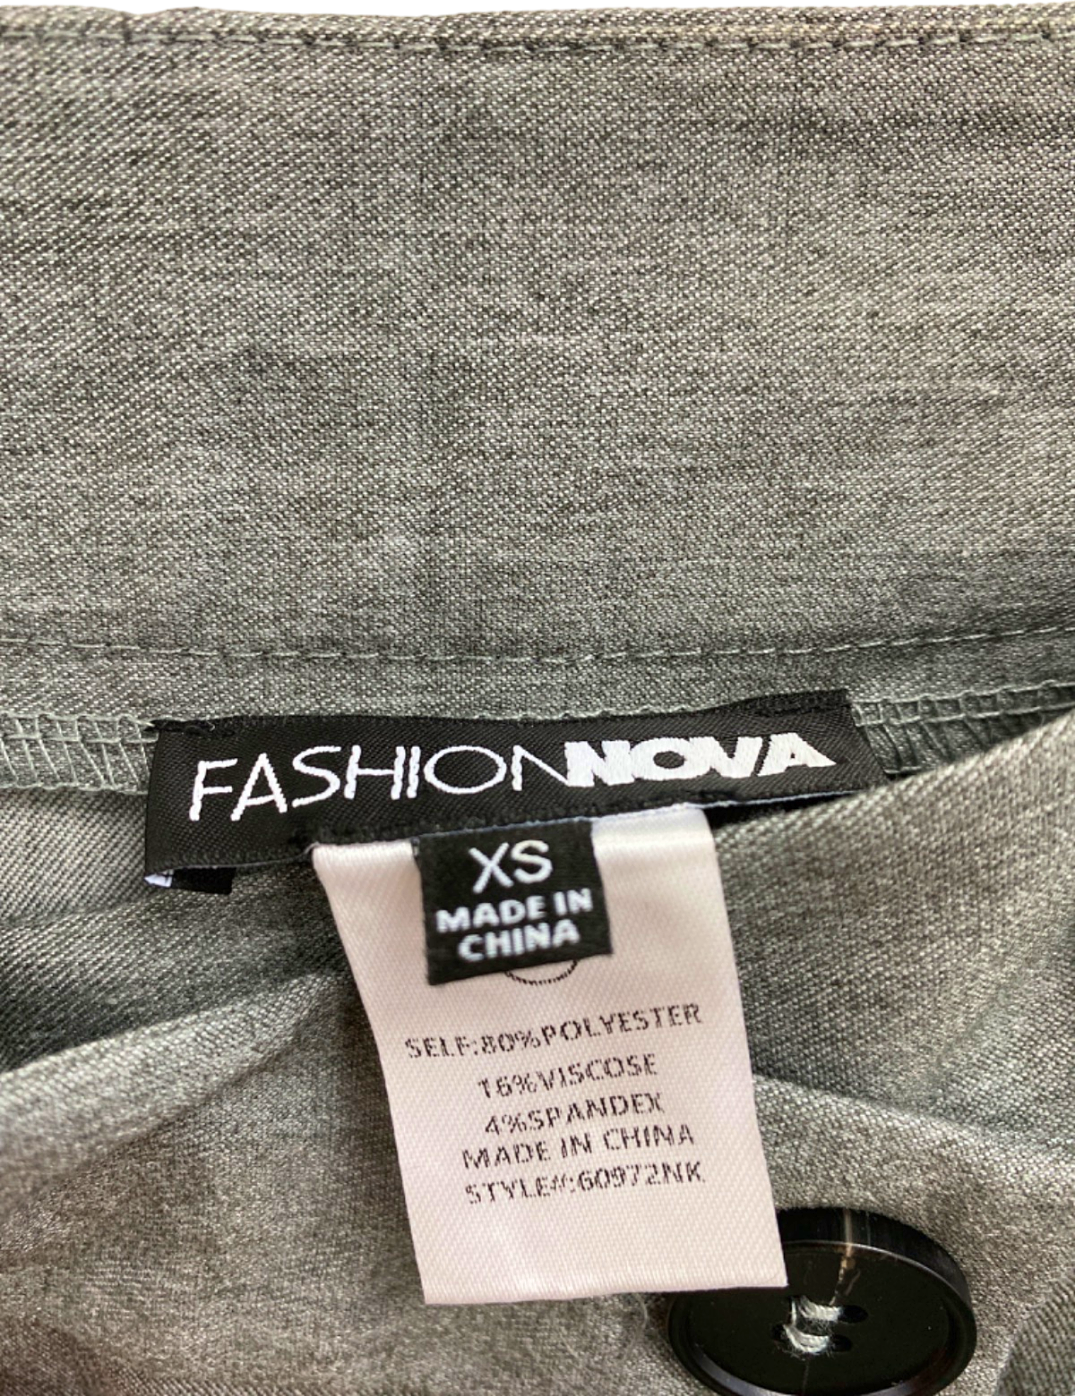 FASHIONNOVA
XS
MADE IN
CHINA
SELF:80%POLYESTER
16%VISCOSE
4%SPANDEX
MADE IN CHINA
STYLE#:60972NK